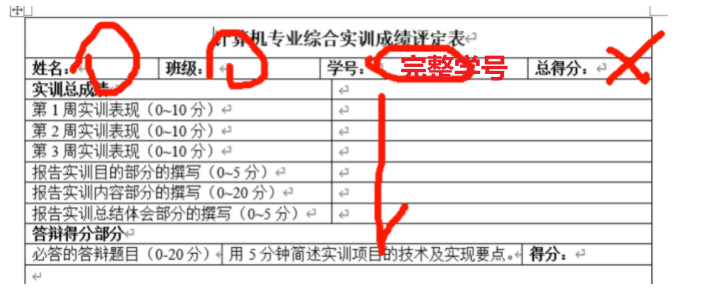 计算机专业综合实训成绩评定表
姓名： 班级： 学号： 完整学号 总得分：
实训总成绩
第 1 周实训表现（0~10 分）
第 2 周实训表现（0~10 分）
第 3 周实训表现（0~10 分）
报告实训目的部分的撰写（0~5 分）
报告实训内容部分的撰写（0~20 分）
报告实训总结体会部分的撰写（0~5 分）
答辩得分部分
必答的答辩题目（0-20 分） 用 5 分钟简述实训项目的技术及实现要点。 得分：